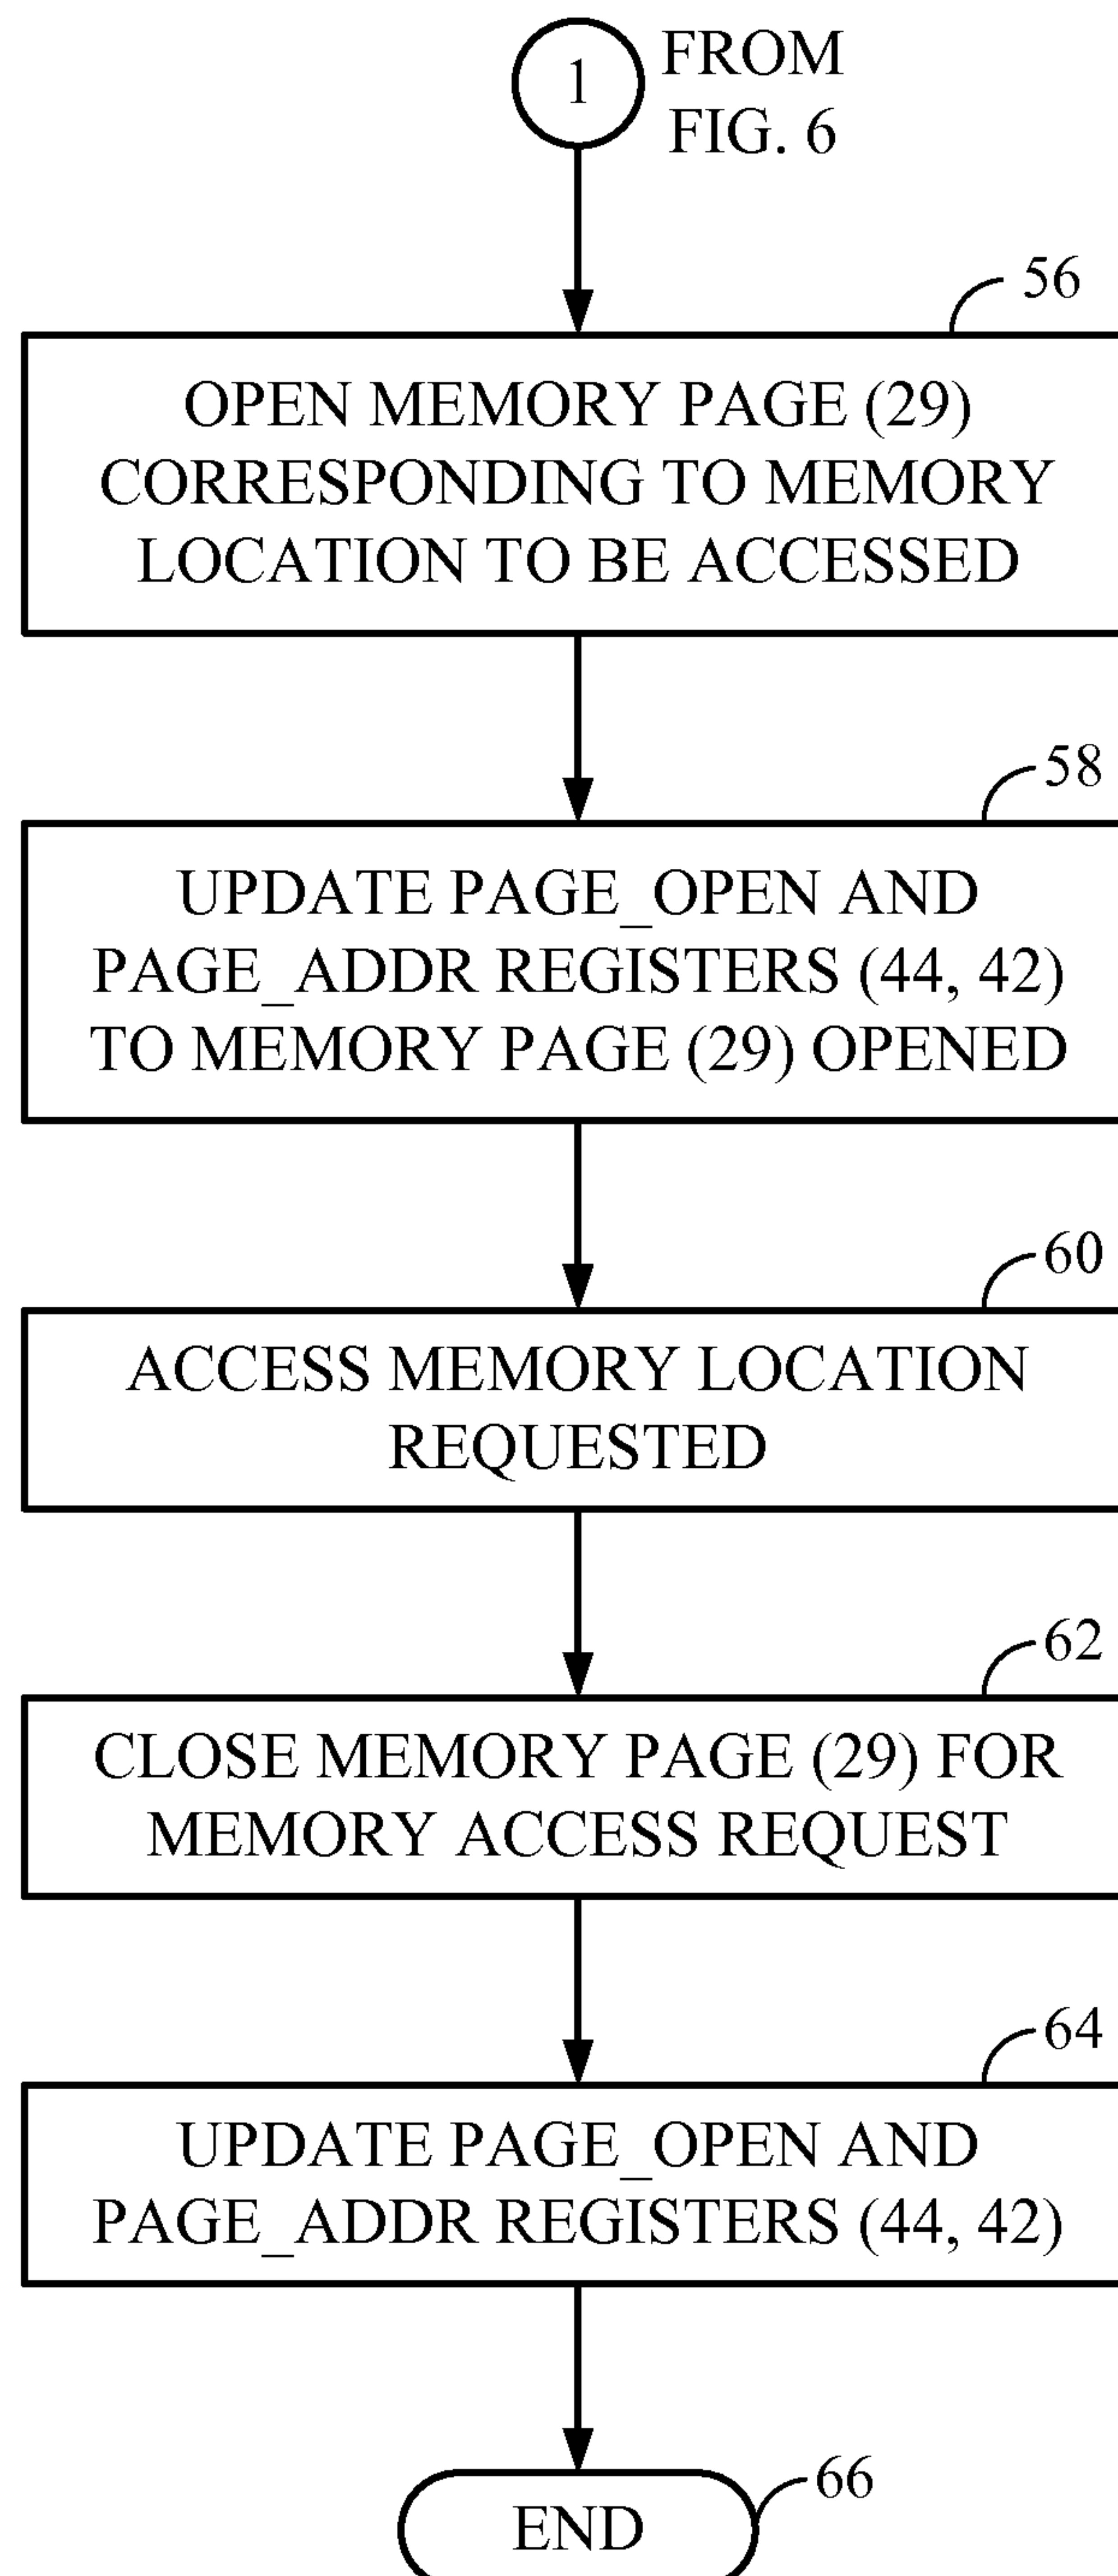 1
FROM
FIG. 6
56
OPEN MEMORY PAGE (29)
CORRESPONDING TO MEMORY
LOCATION TO BE ACCESSED
58
UPDATE PAGE_OPEN AND
PAGE_ADDR REGISTERS (44, 42)
TO MEMORY PAGE (29) OPENED
60
ACCESS MEMORY LOCATION
REQUESTED
62
CLOSE MEMORY PAGE (29) FOR
MEMORY ACCESS REQUEST
64
UPDATE PAGE_OPEN AND
PAGE_ADDR REGISTERS (44, 42)
66
END